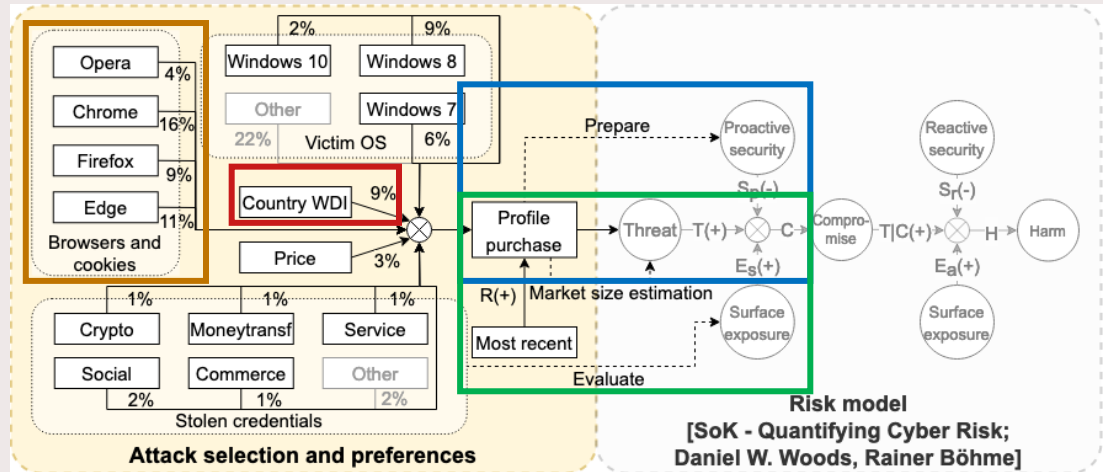 Opera
4%
Chrome
16%
Firefox
9%
Edge
11%
Browsers and
cookies
2%
9%
Windows 10
Windows 8
Other
22%
Windows 7
6%
Victim OS
Country WDI
9%
Price
3%
1%
1%
1%
Crypto
Moneytransf
Service
Social
Commerce
Other
2%
1%
2%
Stolen credentials
Attack selection and preferences
Prepare
Profile
purchase
R(+)
Market size estimation
Most recent
Evaluate
Threat
T(+)
Proactive
security
Sp(-)
C
Es(+)
Surface
exposure
Compro-
mise
T|C(+)
Reactive
security
Sr(-)
H
Harm
Ea(+)
Surface
exposure
Risk model
[SoK - Quantifying Cyber Risk;
Daniel W. Woods, Rainer Böhme]